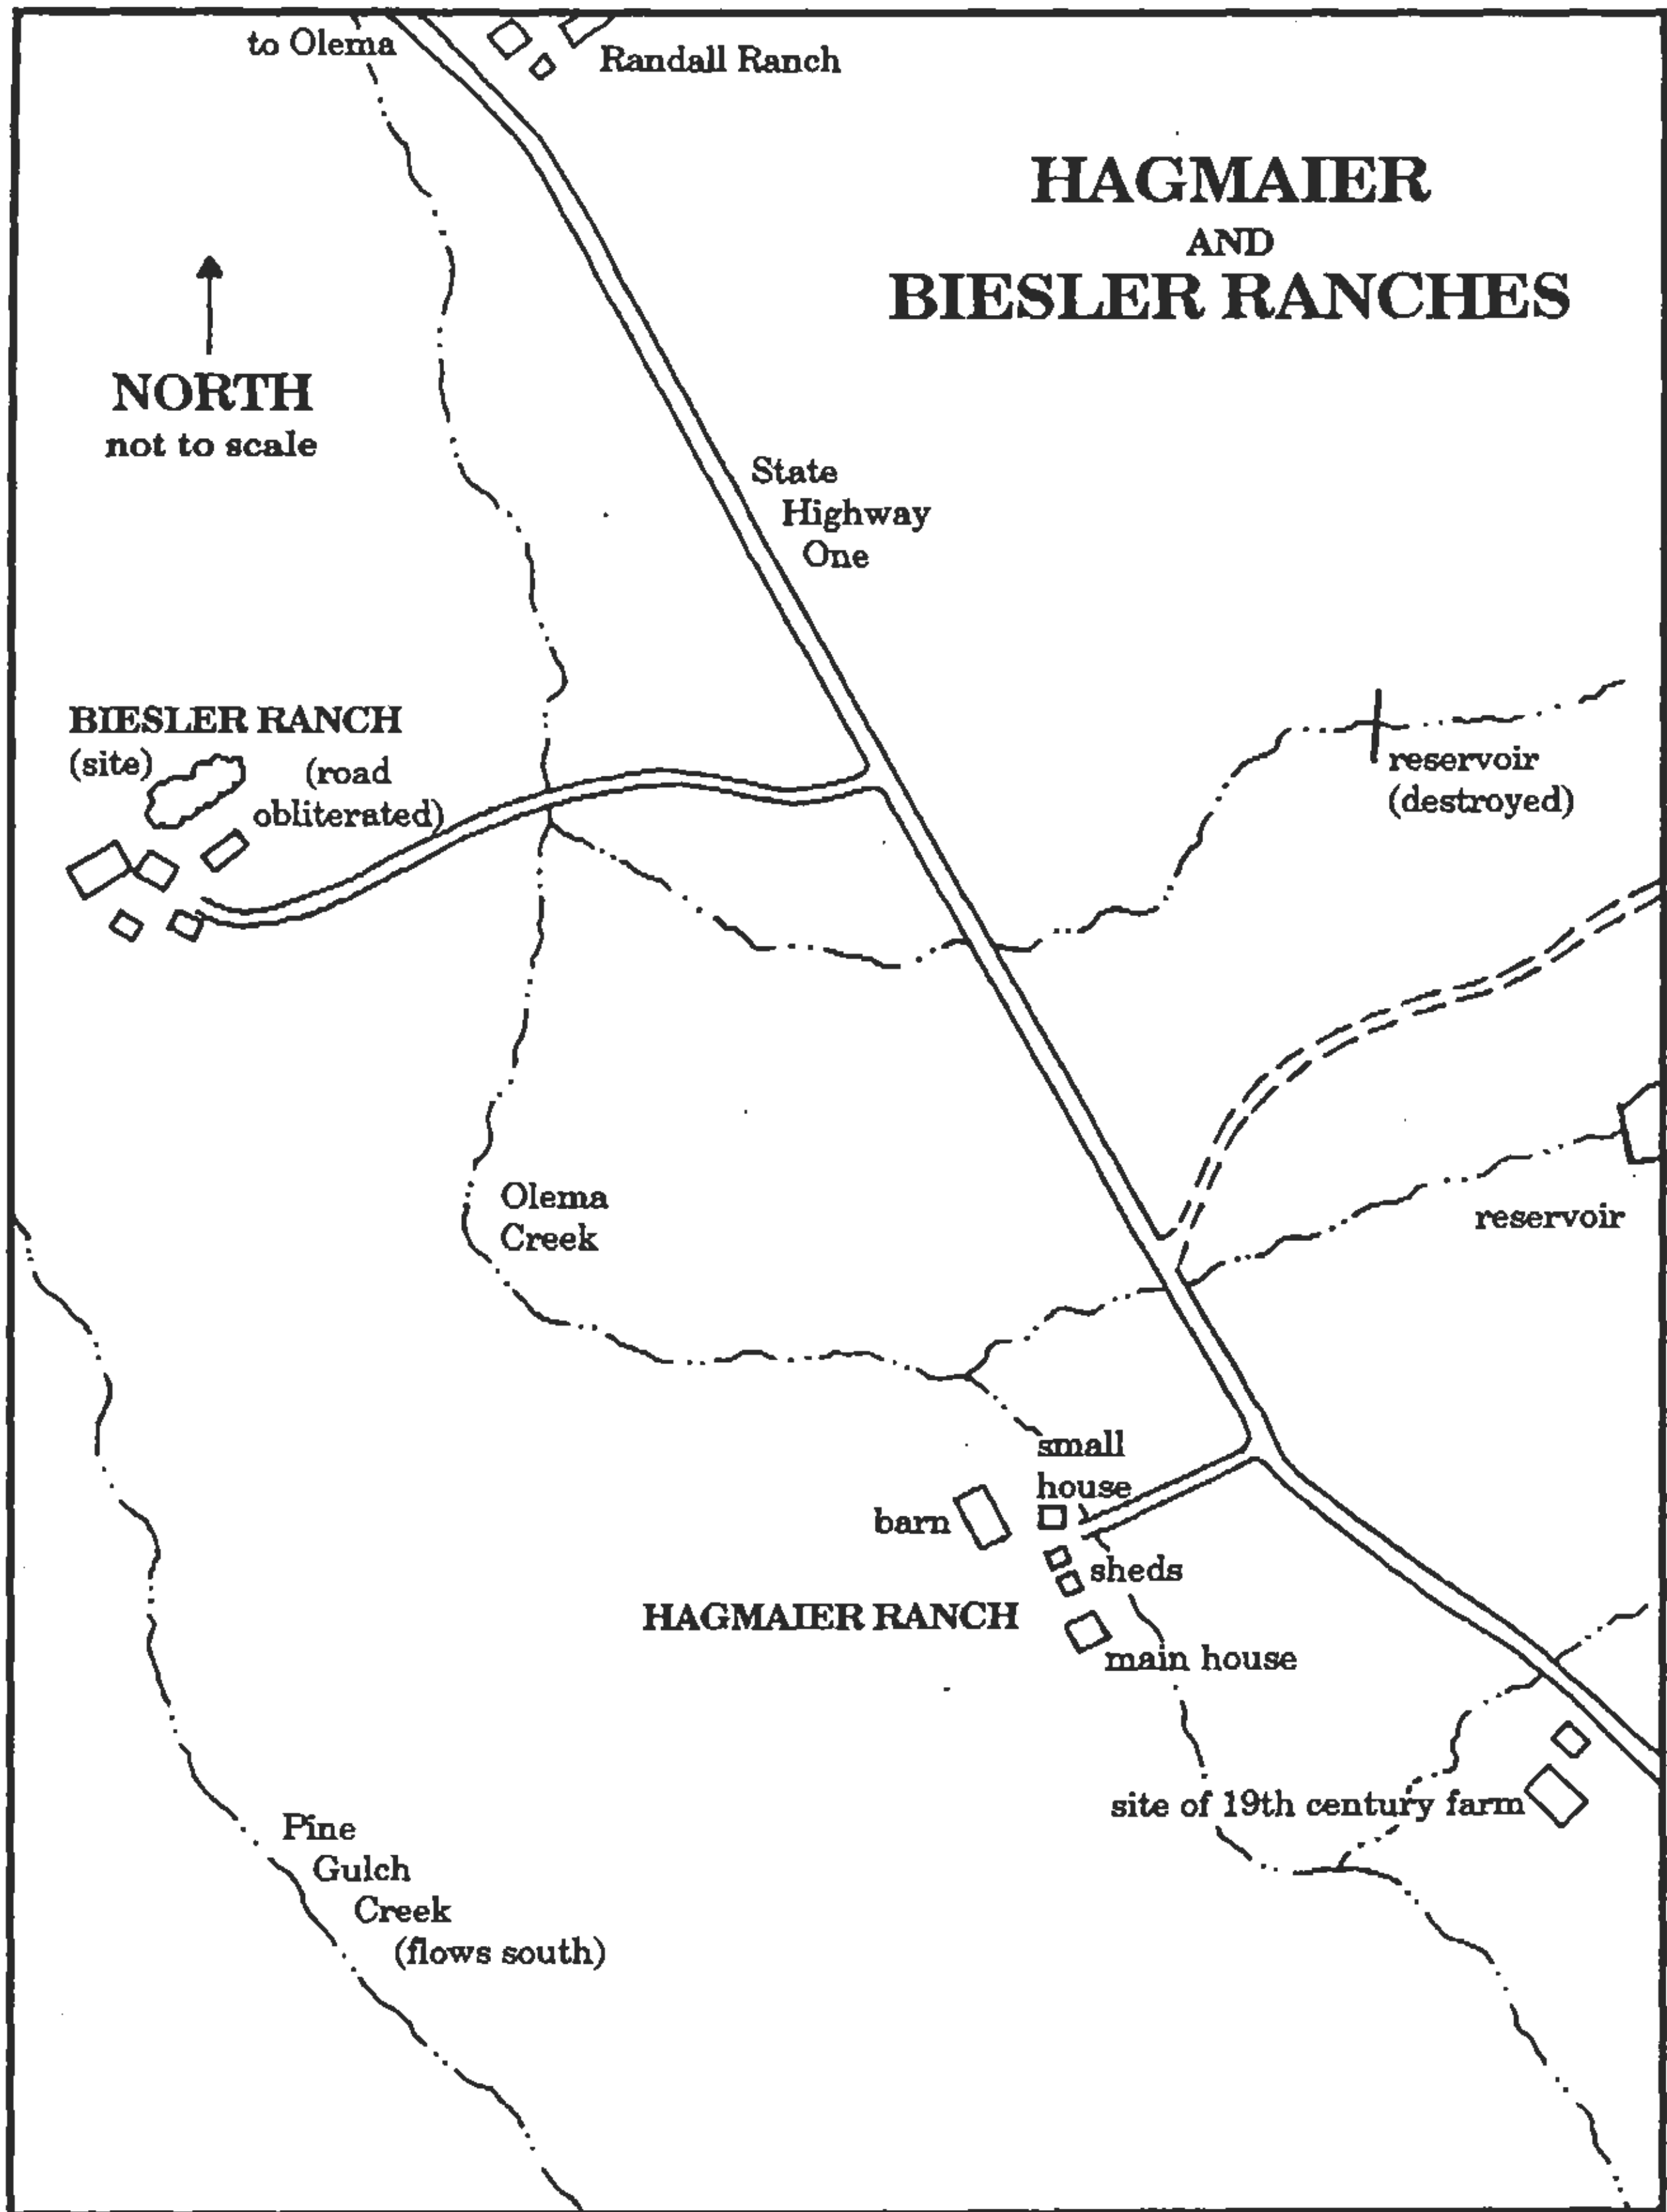 to Olema
Randall Ranch
HAGMAIER
AND
BIESLER RANCHES
NORTH
not to scale
State
Highway
One
BIESLER RANCH
(site)
(road
obliterated)
reservoir
(destroyed)
Olema
Creek
reservoir
small
house
barn
sheds
HAGMAIER RANCH
main house
site of 19th century farm
Pine
Gulch
Creek
(flows south)